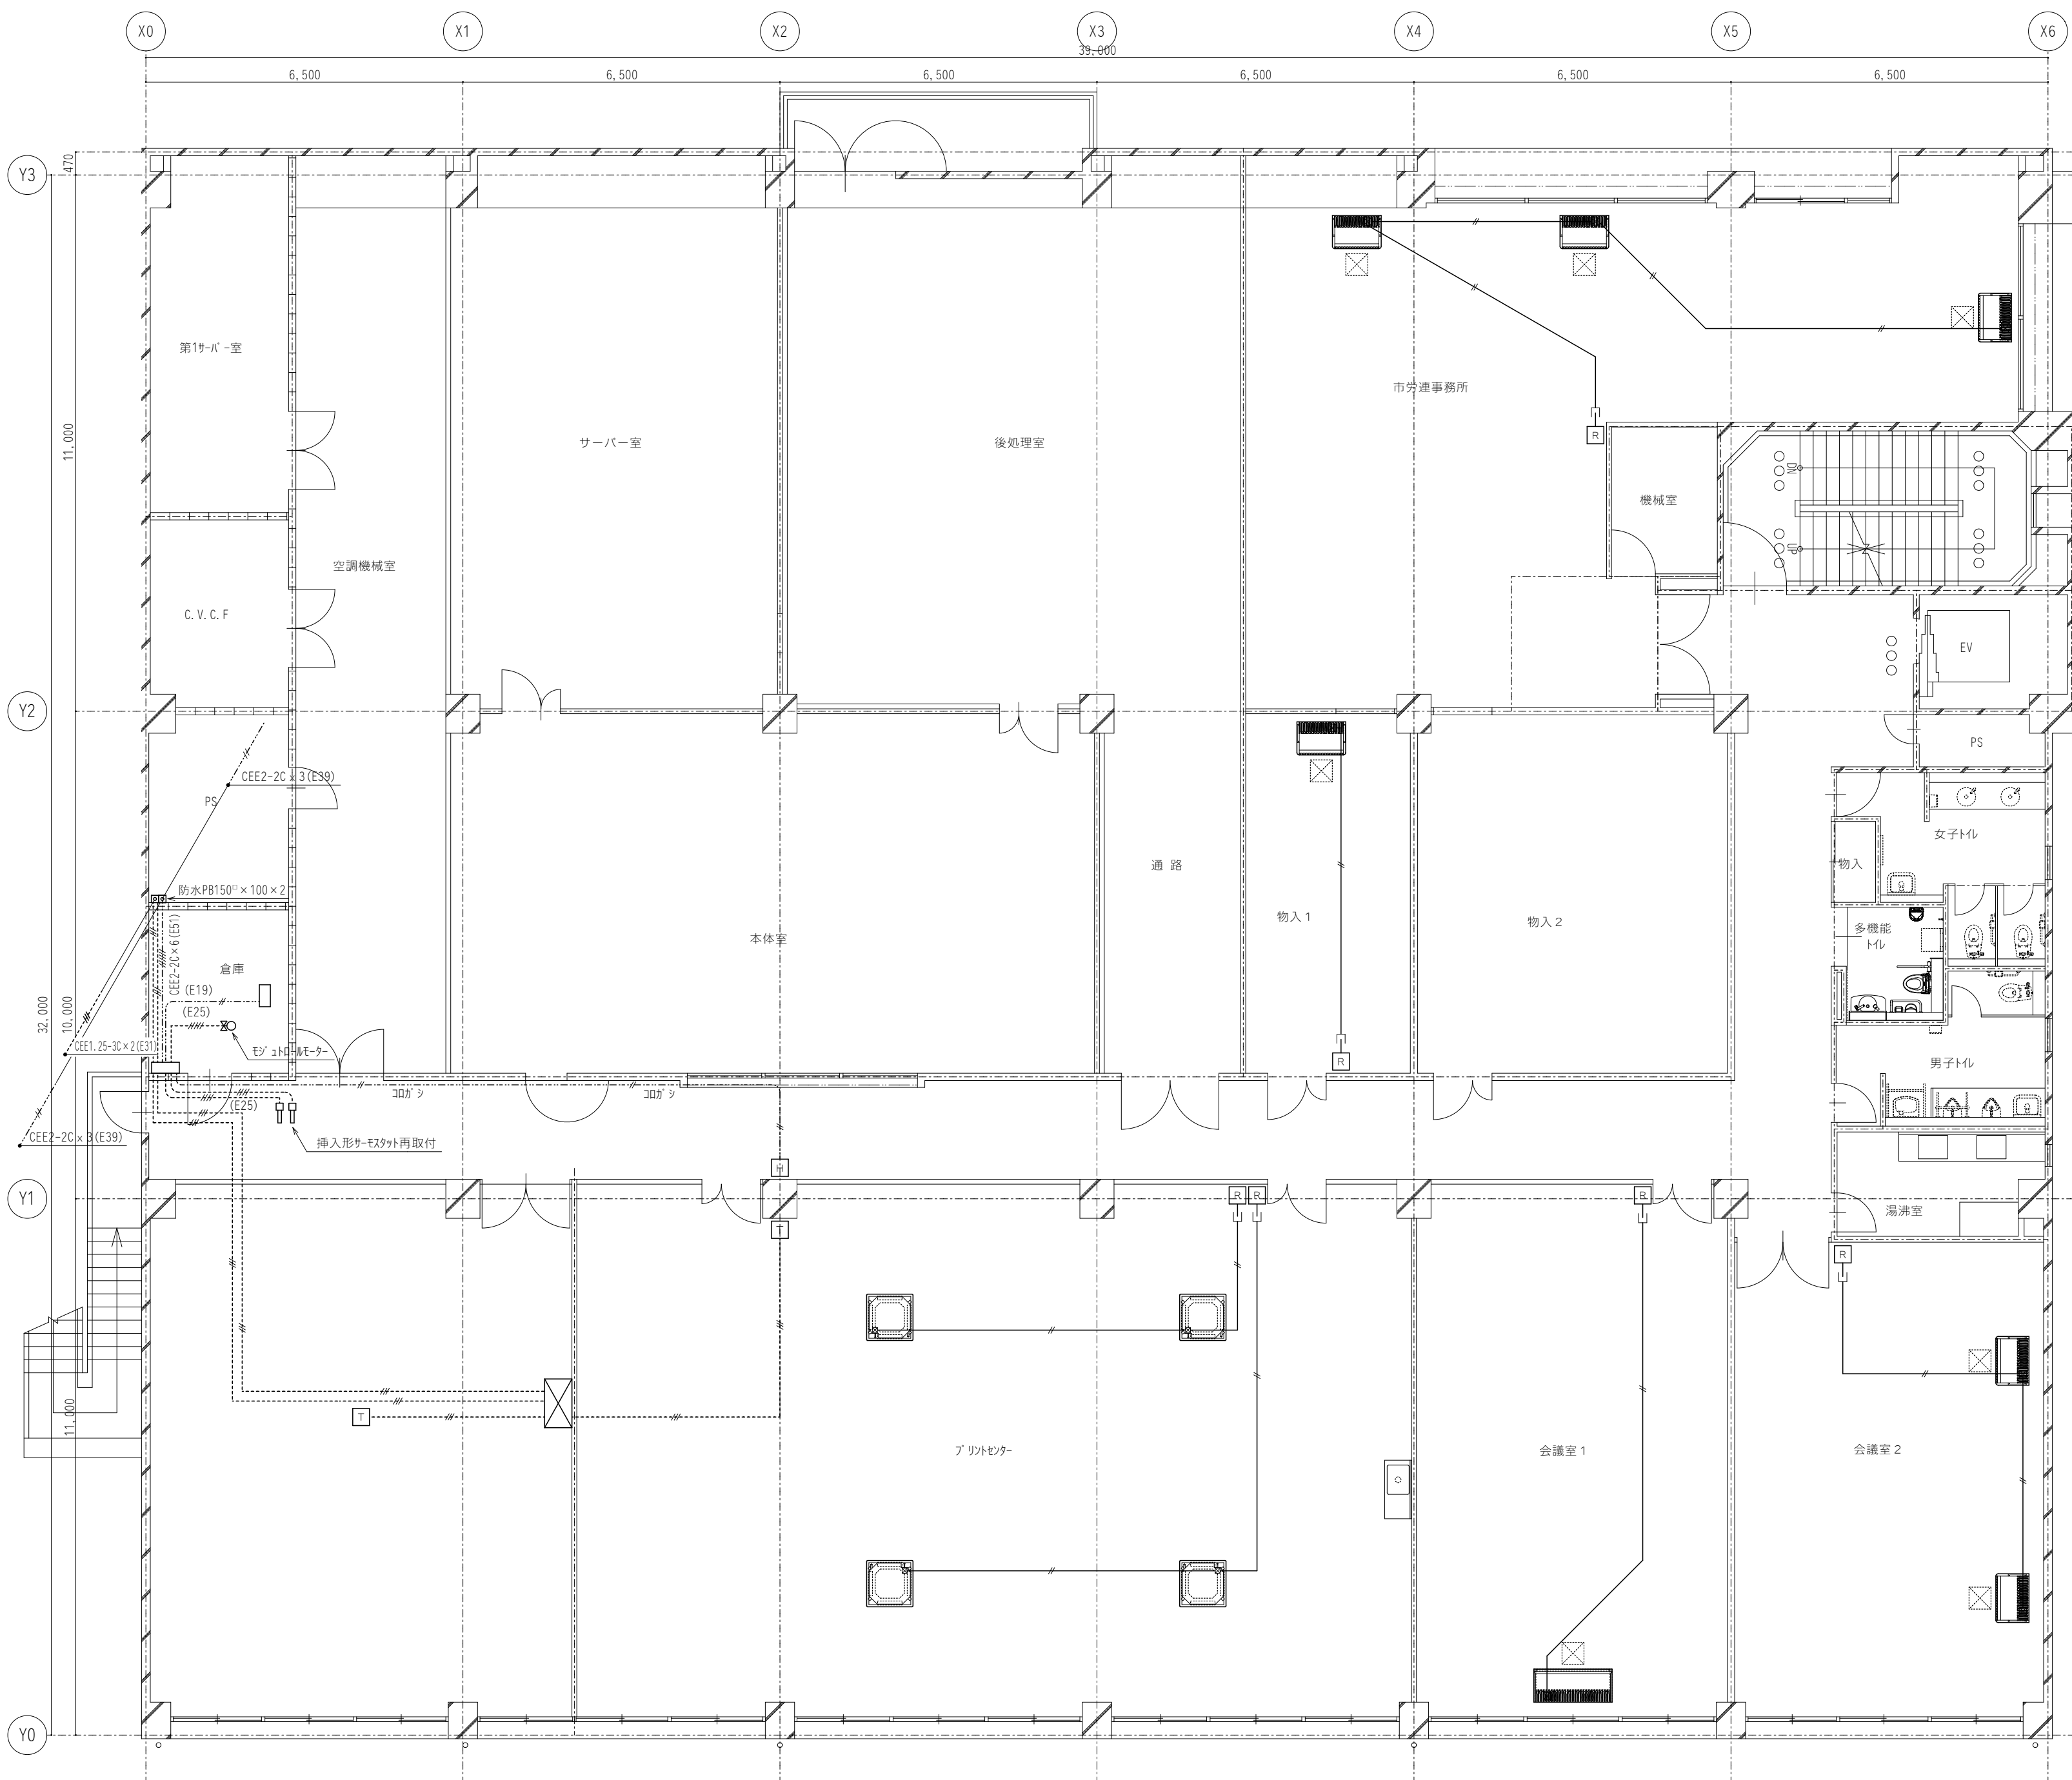 X0
X1
X2
X3
X4
X5
X6
39,000
6,500
6,500
6,500
6,500
6,500
6,500
470
Y3
11,000
第1ｻｰﾊﾞｰ室
サーバー室
後処理室
市労連事務所
R
機械室
DN
UP
空調機械室
C.V.C.F
EV
Y2
PS
CEE2-2C×3(E39)
PS
女子ﾄｲﾚ
通 路
物入
防水PB150□×100×2
物入１
物入２
本体室
CEE2-2C×6(E51)
多機能
ﾄｲﾚ
倉庫
(E19)
(E25)
32,000
10,000
CEE1.25-3C×2(E31)
ﾓｼﾞｭﾄﾛｰﾙﾓｰﾀｰ
R
男子ﾄｲﾚ
ｺﾛｶﾞｼ
ｺﾛｶﾞｼ
(E25)
CEE2-2C×3(E39)
挿入形ｻｰﾓｽﾀｯﾄ再取付
H
Y1
R
R
R
湯沸室
T
R
11,000
T
ﾌﾟﾘﾝﾄｾﾝﾀｰ
会議室１
会議室２
Y0